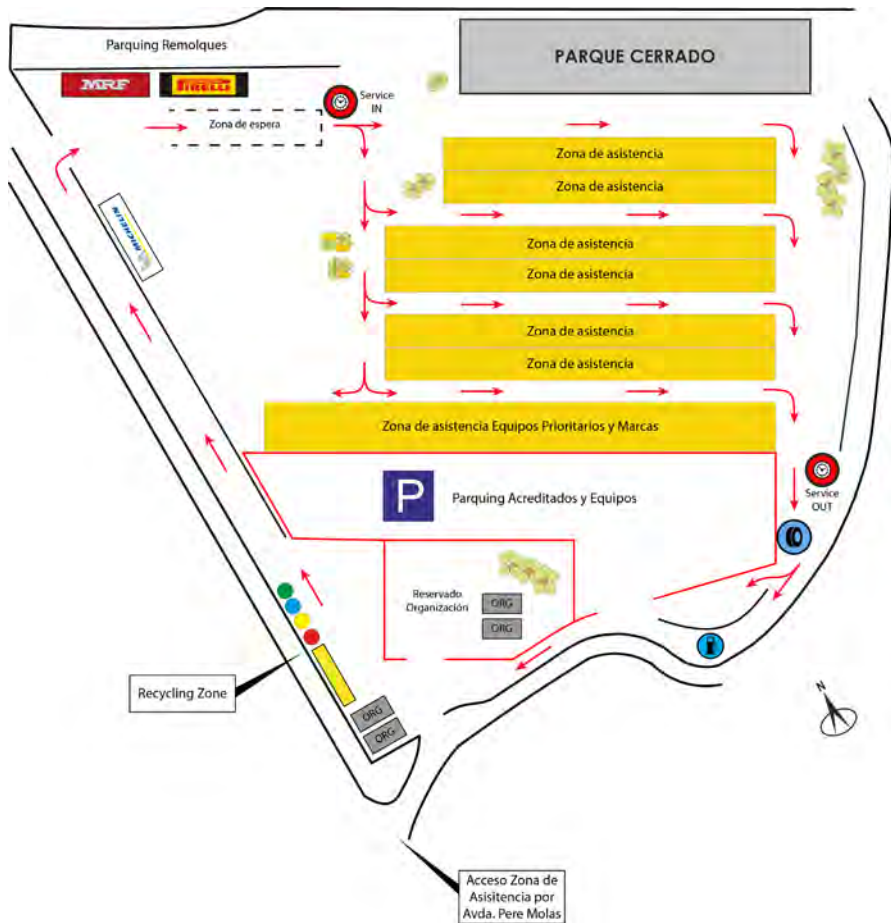 Parquing Remolques
PARQUE CERRADO
MRF
PIRELLI
Service
IN
Zona de espera
Zona de asistencia
Zona de asistencia
MICHELIN
Zona de asistencia
Zona de asistencia
Zona de asistencia
Zona de asistencia
Zona de asistencia Equipos Prioritarios y Marcas
P
Parquing Acreditados y Equipos
Service
OUT
Reservado
Organización
ORG
ORG
Recycling Zone
ORG
ORG
N
Acceso Zona de
Asisitencia por
Avda. Pere Molas